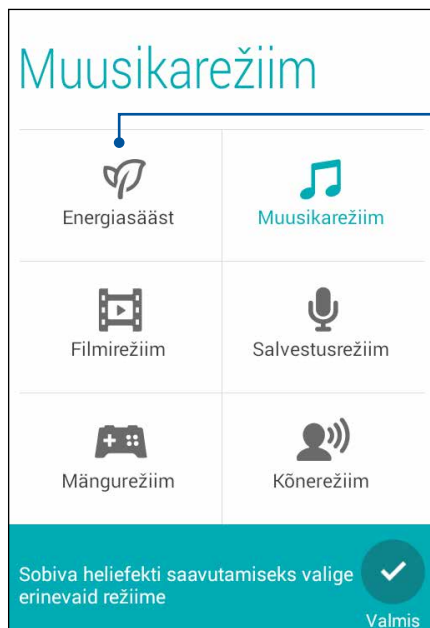 Muusikarežiim
Energiasääst
Muusikarežiim
Filmirežiim
Salvestusrežiim
Mängurežiim
Kõnerežiim
Sobiva heliefekti saavutamiseks valige
erinevaid režiime
Valmis